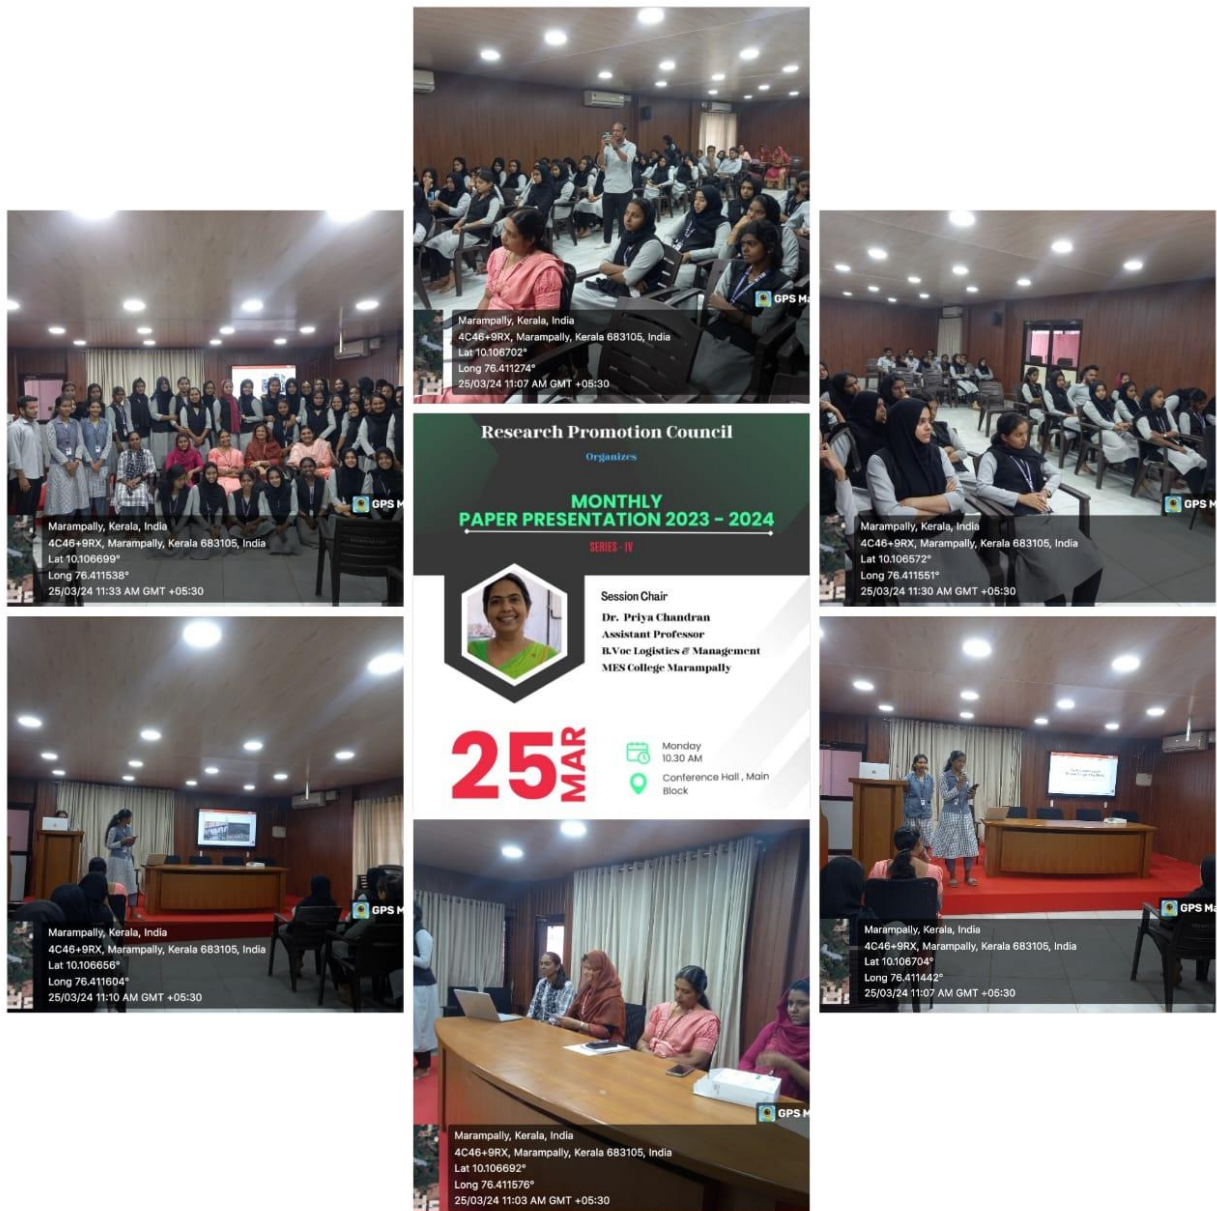 GPS Ma
Marampally, Kerala, India
4C46+9RX, Marampally, Kerala 683105, India
Lat 10.106702°
Long 76.411274°
25/03/24 11:07 AM GMT +05:30
GPS M
Marampally, Kerala, India
4C46+9RX, Marampally, Kerala 683105, India
Lat 10.106699°
Long 76.411538°
25/03/24 11:33 AM GMT +05:30
Research Promotion Council
Organizes
MONTHLY
PAPER PRESENTATION 2023 - 2024
SERIES - IV
Session Chair
Dr. Priya Chandran
Assistant Professor
B.Voc Logistics & Management
MES College Marampally
25 MAR
Monday
10.30 AM
Conference Hall , Main
Block
GPS Ma
Marampally, Kerala, India
4C46+9RX, Marampally, Kerala 683105, India
Lat 10.106572°
Long 76.411551°
25/03/24 11:30 AM GMT +05:30
GPS M
Marampally, Kerala, India
4C46+9RX, Marampally, Kerala 683105, India
Lat 10.106656°
Long 76.411604°
25/03/24 11:10 AM GMT +05:30
GPS M
Marampally, Kerala, India
4C46+9RX, Marampally, Kerala 683105, India
Lat 10.106692°
Long 76.411576°
25/03/24 11:03 AM GMT +05:30
GPS Ma
Marampally, Kerala, India
4C46+9RX, Marampally, Kerala 683105, India
Lat 10.106704°
Long 76.411442°
25/03/24 11:07 AM GMT +05:30